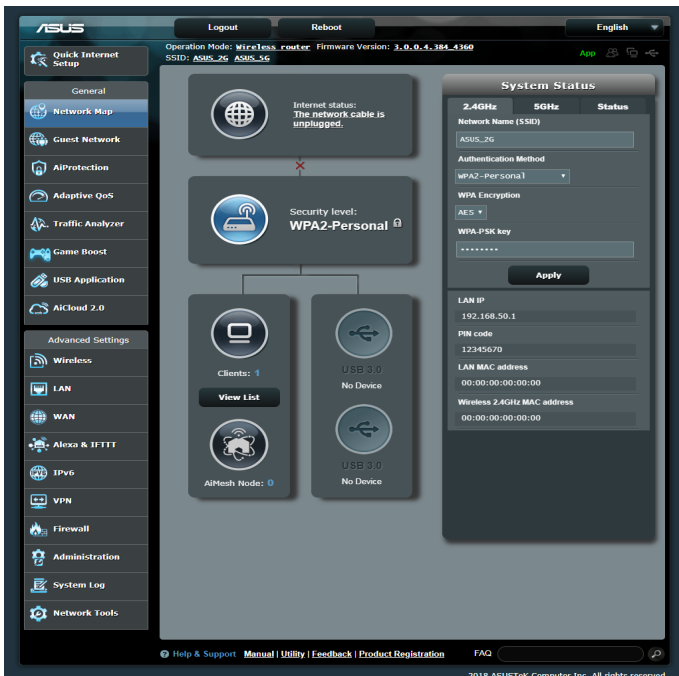 ASUS
Logout
Reboot
English
Quick Internet
Setup
Operation Mode: Wireless router Firmware Version: 3.0.0.4.384_4360
SSID: ASUS_2G ASUS_5G
App
General
Network Map
Guest Network
AiProtection
Adaptive QoS
Traffic Analyzer
Game Boost
USB Application
AiCloud 2.0
Advanced Settings
Wireless
LAN
WAN
Alexa & IFTTT
IPv6
VPN
Firewall
Administration
System Log
Network Tools
Internet status:
The network cable is
unplugged.
Security level:
WPA2-Personal
Clients: 1
View List
AiMesh Node: 0
USB 3.0
No Device
USB 3.0
No Device
System Status
2.4GHz 5GHz Status
Network Name (SSID)
ASUS_2G
Authentication
Method
WPA2-Personal
WPA Encryption
AES
WPA-PSK key
••••••••
Apply
LAN IP
192.168.50.1
PIN code
12345670
LAN MAC address
00:00:00:00:00:00
Wireless 2.4GHz MAC address
00:00:00:00:00:00
Help & Support Manual | Utility | Feedback | Product Registration FAQ
2018 ASUSTeK Computer Inc. All rights reserved